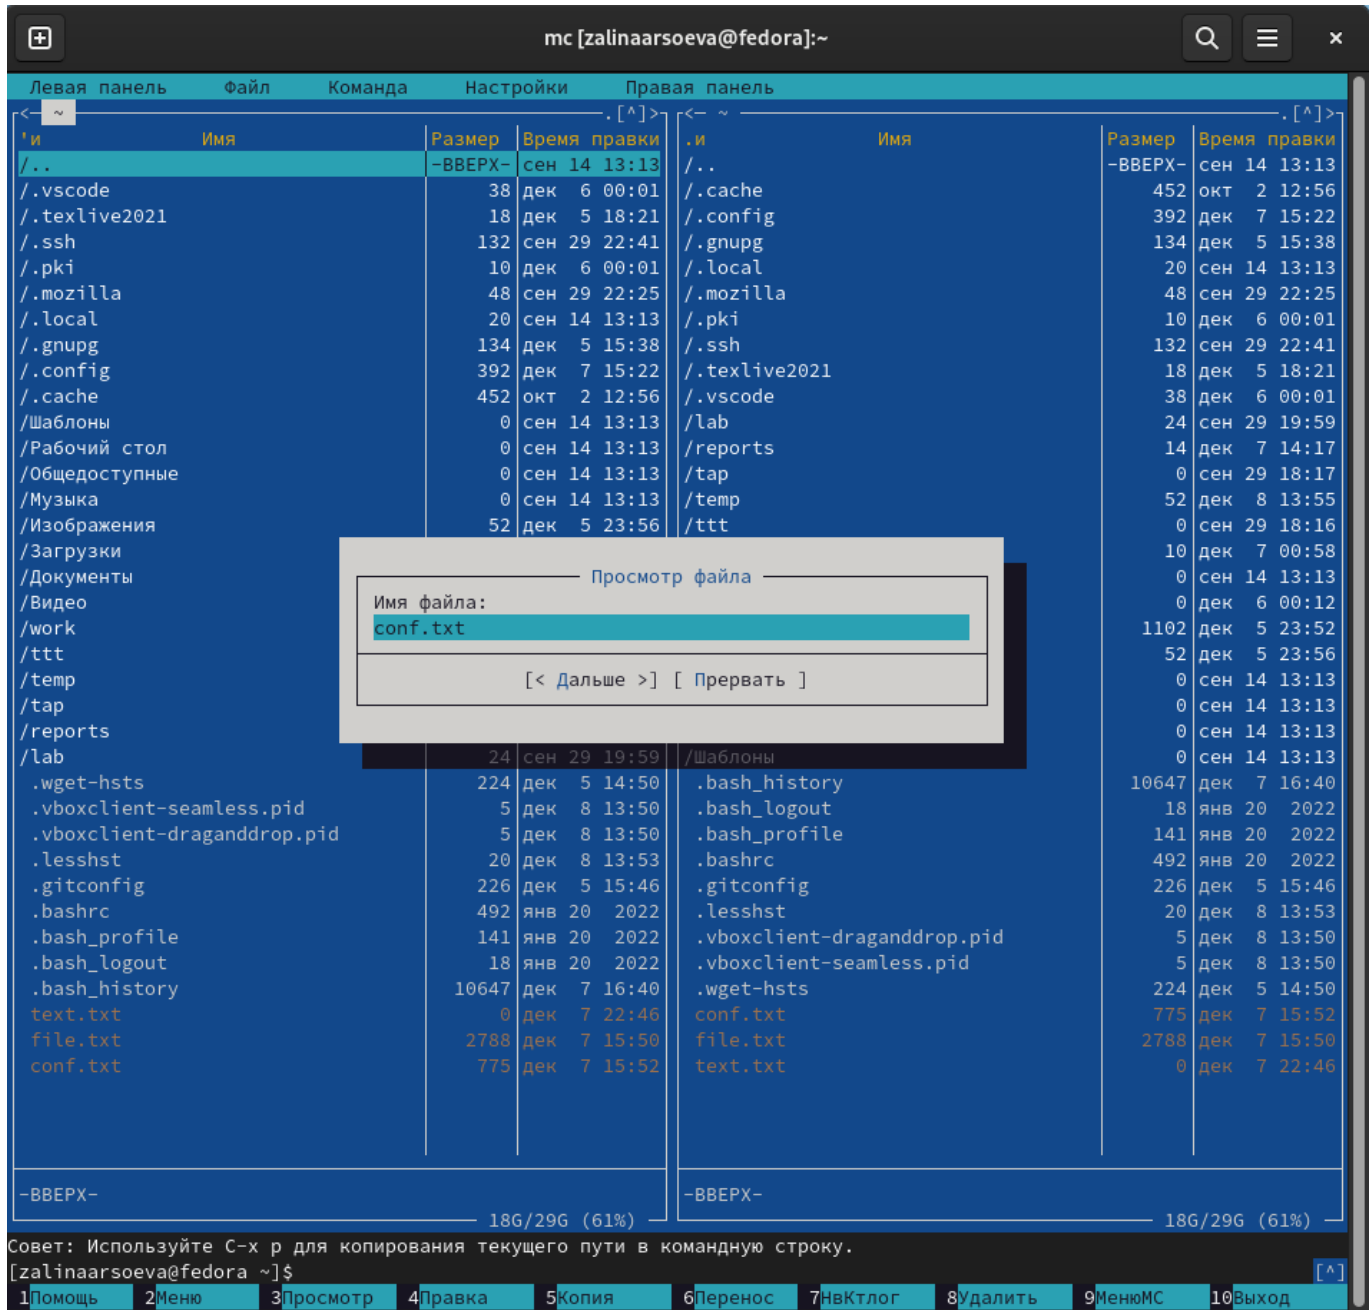 mc [zalinaarsoeva@fedora]:~
Левая панель Файл Команда Настройки Правая панель
<─ ~ .[^]> <─ ~ .[^]>
'и Имя Размер Время правки .и Имя Размер Время правки
/.. -ВВЕРХ- сен 14 13:13 /.. -ВВЕРХ- сен 14 13:13
/.vscode 38 дек 6 00:01 /.cache 452 окт 2 12:56
/.texlive2021 18 дек 5 18:21 /.config 392 дек 7 15:22
/.ssh 132 сен 29 22:41 /.gnupg 134 дек 5 15:38
/.pki 10 дек 6 00:01 /.local 20 сен 14 13:13
/.mozilla 48 сен 29 22:25 /.mozilla 48 сен 29 22:25
/.local 20 сен 14 13:13 /.pki 10 дек 6 00:01
/.gnupg 134 дек 5 15:38 /.ssh 132 сен 29 22:41
/.config 392 дек 7 15:22 /.texlive2021 18 дек 5 18:21
/.cache 452 окт 2 12:56 /.vscode 38 дек 6 00:01
/Шаблоны 0 сен 14 13:13 /lab 24 сен 29 19:59
/Рабочий стол 0 сен 14 13:13 /reports 14 дек 7 14:17
/Общедоступные 0 сен 14 13:13 /tap 0 сен 29 18:17
/Музыка 0 сен 14 13:13 /temp 52 дек 8 13:55
/Изображения 52 дек 5 23:56 /ttt 0 сен 29 18:16
/Загрузки 10 дек 7 00:58
/Документы Просмотр файла 0 сен 14 13:13
/Видео Имя файла: 0 дек 6 00:12
/work conf.txt 1102 дек 5 23:52
/ttt 52 дек 5 23:56
/temp [< Дальше >] [ Прервать ] 0 сен 14 13:13
/tap 0 сен 14 13:13
/reports 0 сен 14 13:13
/lab 24 сен 29 19:59 /Шаблоны 0 сен 14 13:13
.wget-hsts 224 дек 5 14:50 .bash_history 10647 дек 7 16:40
.vboxclient-seamless.pid 5 дек 8 13:50 .bash_logout 18 янв 20 2022
.vboxclient-draganddrop.pid 5 дек 8 13:50 .bash_profile 141 янв 20 2022
.lesshst 20 дек 8 13:53 .bashrc 492 янв 20 2022
.gitconfig 226 дек 5 15:46 .gitconfig 226 дек 5 15:46
.bashrc 492 янв 20 2022 .lesshst 20 дек 8 13:53
.bash_profile 141 янв 20 2022 .vboxclient-draganddrop.pid 5 дек 8 13:50
.bash_logout 18 янв 20 2022 .vboxclient-seamless.pid 5 дек 8 13:50
.bash_history 10647 дек 7 16:40 .wget-hsts 224 дек 5 14:50
text.txt 0 дек 7 22:46 conf.txt 775 дек 7 15:52
file.txt 2788 дек 7 15:50 file.txt 2788 дек 7 15:50
conf.txt 775 дек 7 15:52 text.txt 0 дек 7 22:46
-ВВЕРХ- -ВВЕРХ-
18G/29G (61%) 18G/29G (61%)
Совет: Используйте C-x p для копирования текущего пути в командную строку.
[zalinaarsoeva@fedora ~]$ [^]
1Помощь 2Меню 3Просмотр 4Правка 5Копия 6Перенос 7НвКтлог 8Удалить 9МенюMC 10Выход